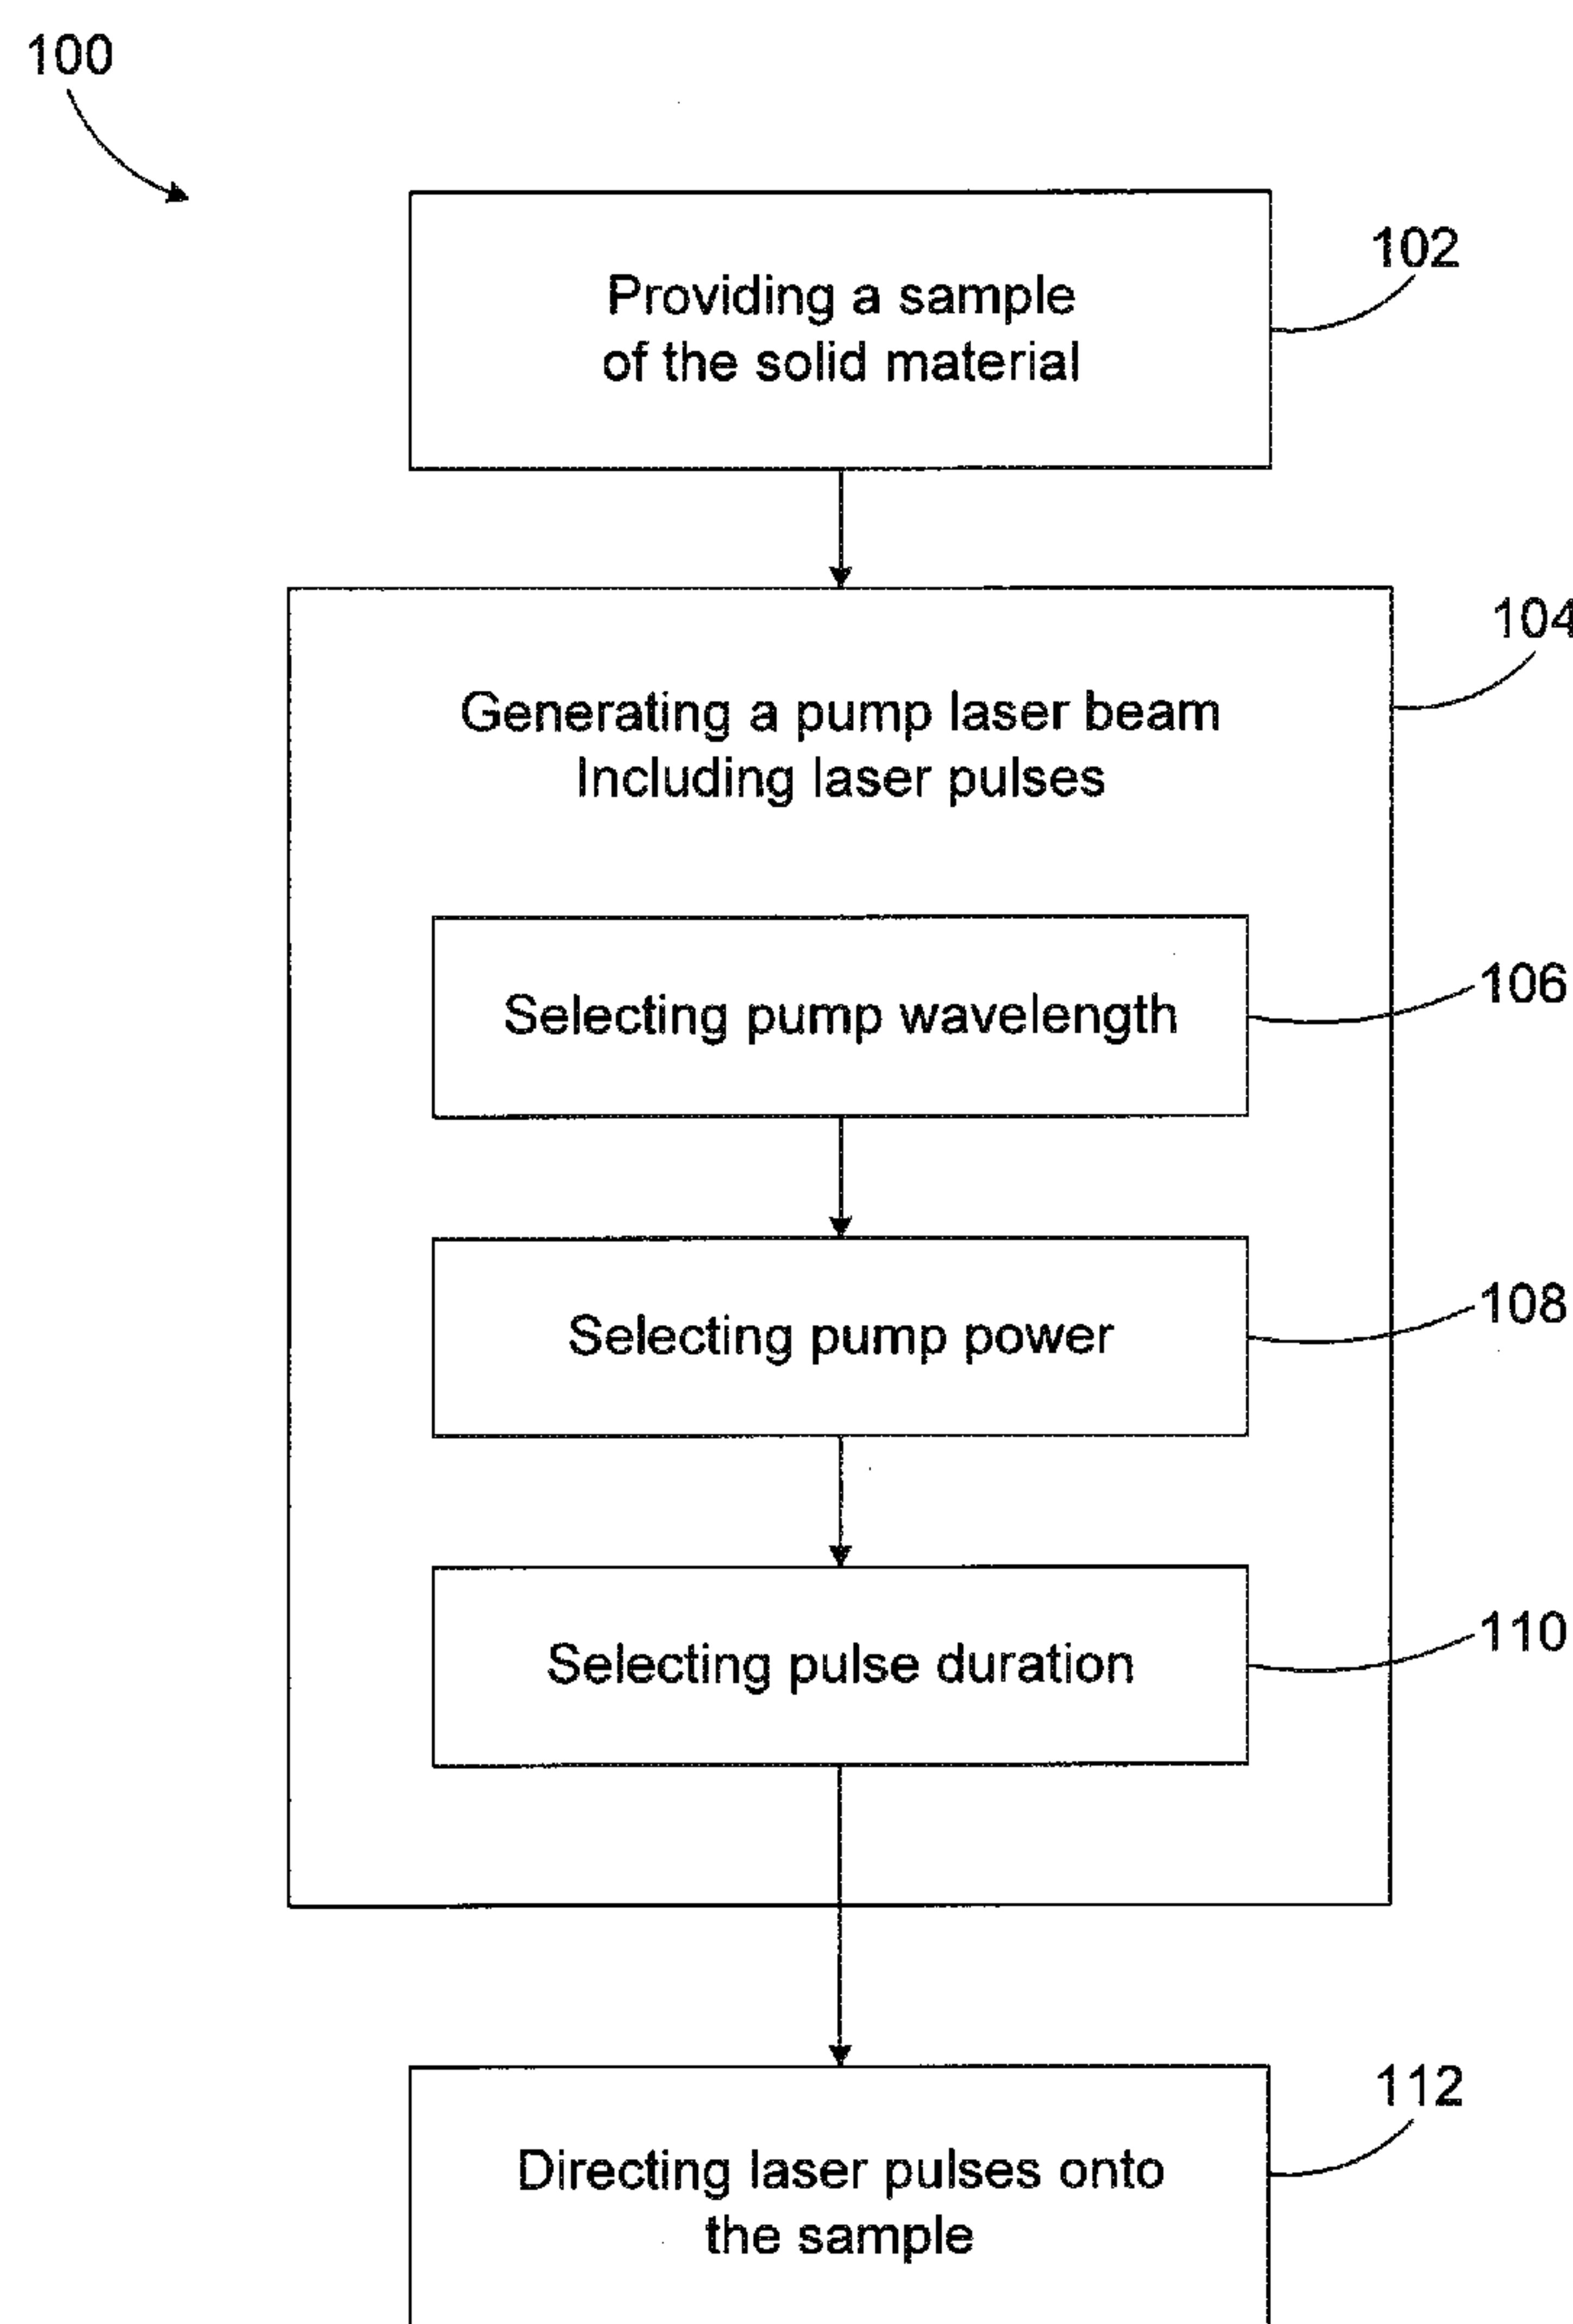 100
102
Providing a sample
of the solid material
104
Generating a pump laser beam
Including laser pulses
106
Selecting pump wavelength
108
Selecting pump power
110
Selecting pulse duration
112
Directing laser pulses onto
the sample